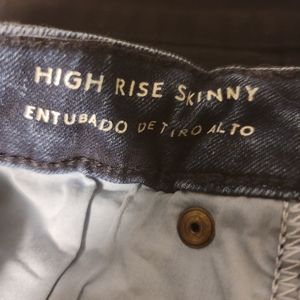 HIGH RISE SKINNY
ENTUBADO DE TIRO ALTO